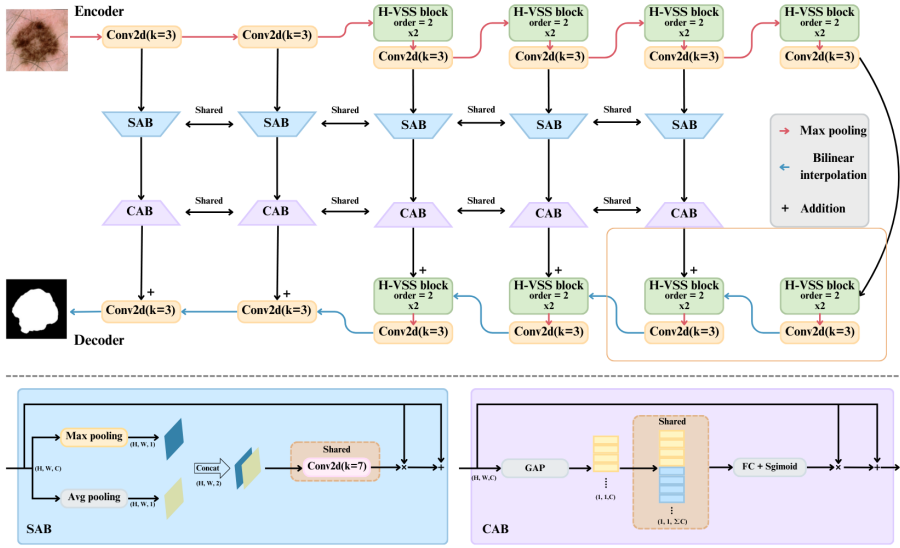 Encoder
Conv2d(k=3)
Conv2d(k=3)
H-VSS block
order = 2
x2
Conv2d(k=3)
H-VSS block
order = 2
x2
Conv2d(k=3)
H-VSS block
order = 2
x2
Conv2d(k=3)
H-VSS block
order = 2
x2
Conv2d(k=3)
SAB
Shared
SAB
Shared
SAB
Shared
SAB
Shared
SAB
CAB
Shared
CAB
Shared
CAB
Shared
CAB
Shared
CAB
Max pooling
Bilinear
interpolation
+ Addition
+
Conv2d(k=3)
+
Conv2d(k=3)
+
H-VSS block
order = 2
x2
Conv2d(k=3)
+
H-VSS block
order = 2
x2
Conv2d(k=3)
+
H-VSS block
order = 2
x2
Conv2d(k=3)
H-VSS block
order = 2
x2
Conv2d(k=3)
Decoder
(H, W, C)
Max pooling
(H, W, 1)
Avg pooling
(H, W, 1)
Concat
(H, W, 2)
Shared
Conv2d(k=7)
×
+
SAB
(H, W,C)
GAP
(1, 1,C)
Shared
(1, 1, Σ.C)
FC + Sgimoid
×
+
CAB